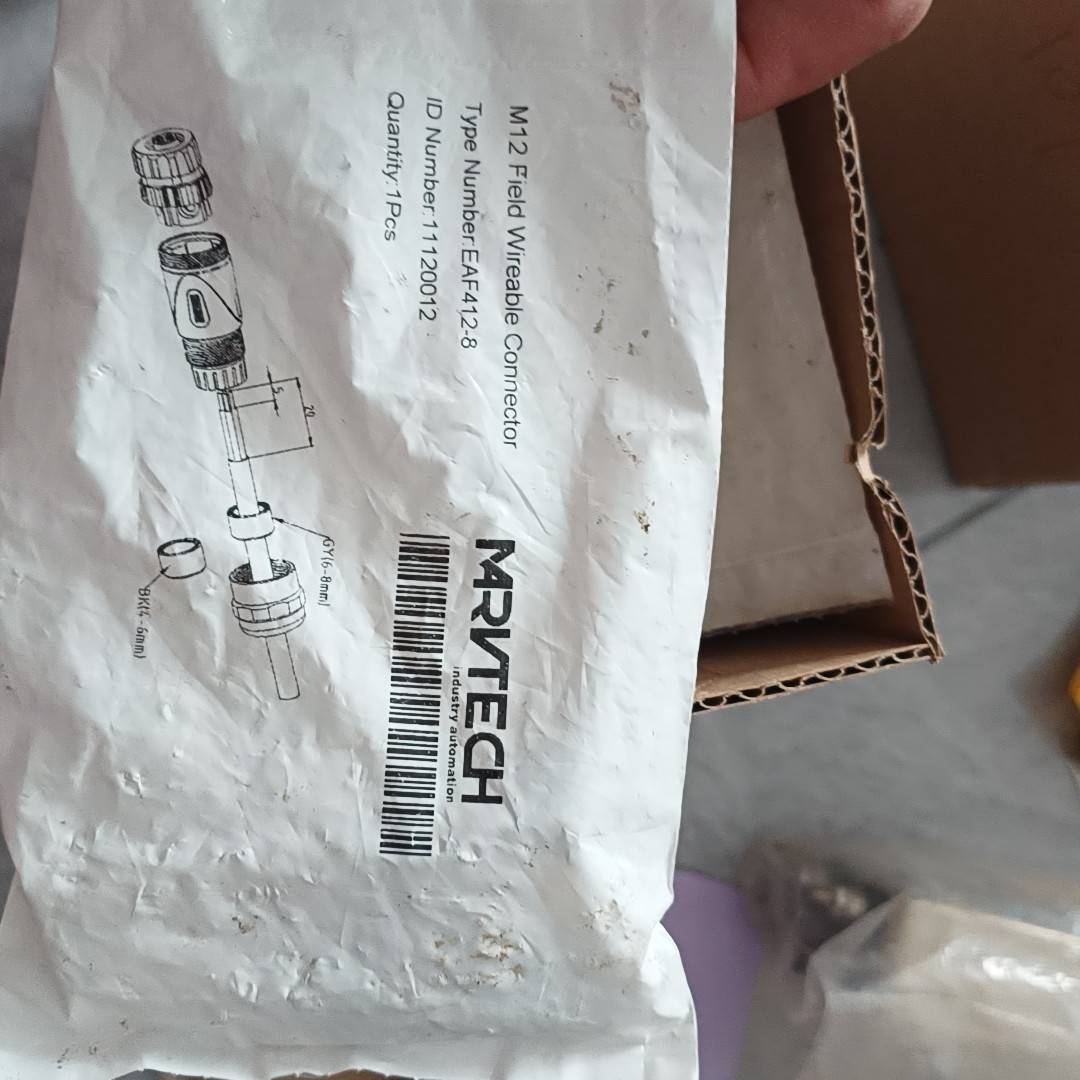 M12 Field Wireable Connector
Type Number:EAF412-8
ID Number:11120012
Quantity:1Pcs
MARVTECH
industry automation
5
20
GY(6-8mm)
BK(4-6mm)